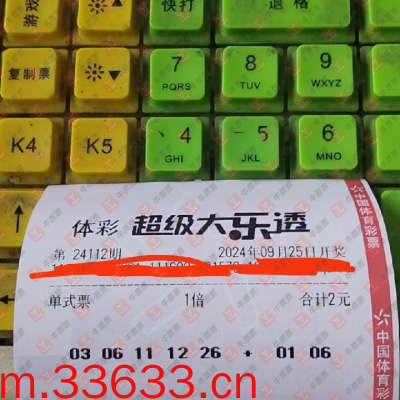 游戏
快打
退格
复制票
7
PQRS
8
TUV
9
WXYZ
K4
K5
4
GHI
5
JKL
6
MNO
中国体育彩票
体彩 超级大乐透
第 24112期 2024年09月25日开奖
单式票 1倍 合计2元
03 06 11 12 26 + 01 06
中国体育彩票
m.33633.cn